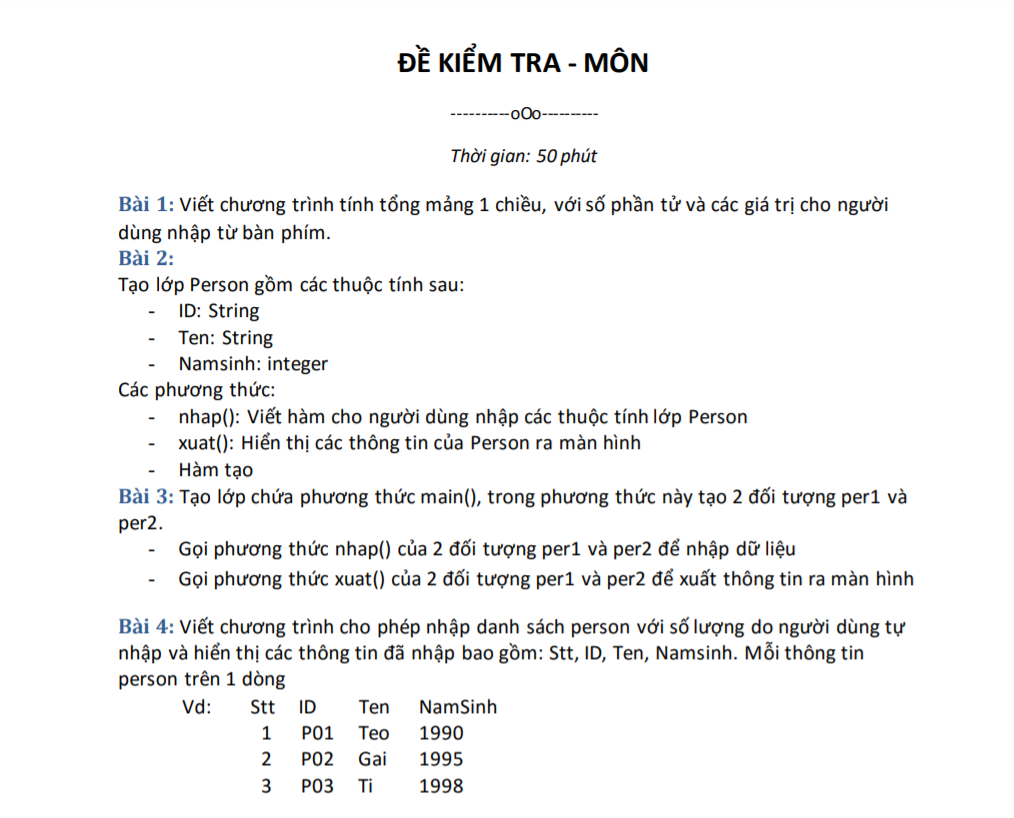 ĐỀ KIỂM TRA - MÔN
----------oOo----------
Thời gian: 50 phút
Bài 1: Viết chương trình tính tổng mảng 1 chiều, với số phần tử và các giá trị cho người
dùng nhập từ bàn phím.
Bài 2:
Tạo lớp Person gồm các thuộc tính sau:
- ID: String
- Ten: String
- Namsinh: integer
Các phương thức:
- nhap(): Viết hàm cho người dùng nhập các thuộc tính lớp Person
- xuat(): Hiển thị các thông tin của Person ra màn hình
- Hàm tạo
Bài 3: Tạo lớp chứa phương thức main(), trong phương thức này tạo 2 đối tượng per1 và
per2.
- Gọi phương thức nhap() của 2 đối tượng per1 và per2 để nhập dữ liệu
- Gọi phương thức xuat() của 2 đối tượng per1 và per2 để xuất thông tin ra màn hình
Bài 4: Viết chương trình cho phép nhập danh sách person với số lượng do người dùng tự
nhập và hiển thị các thông tin đã nhập bao gồm: Stt, ID, Ten, Namsinh. Mỗi thông tin
person trên 1 dòng
Vd: Stt ID Ten NamSinh
1 P01 Teo 1990
2 P02 Gai 1995
3 P03 Ti 1998